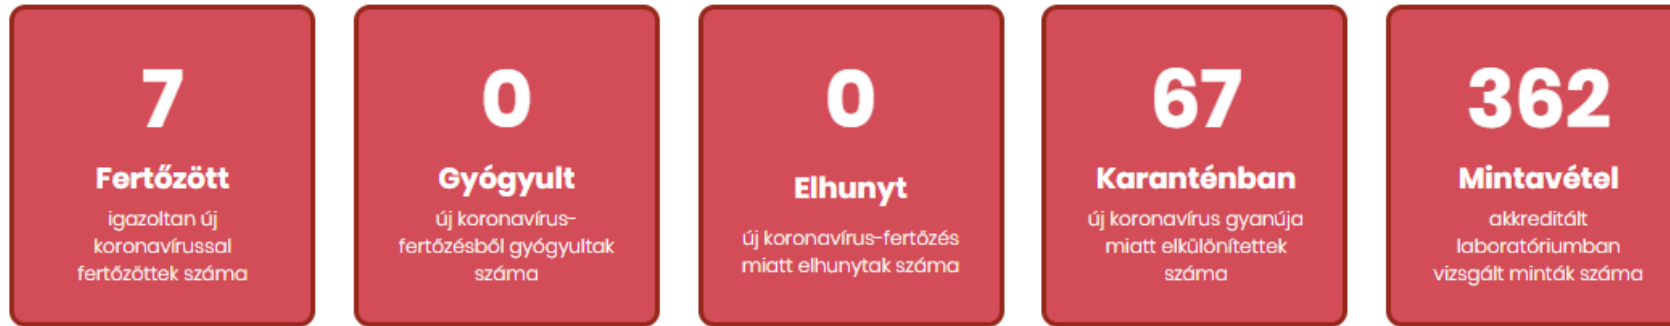 7
Fertőzött
igazoltan új
koronavírussal
fertőzöttek száma
0
Gyógyult
új koronavírus-
fertőzésből gyógyultak
száma
0
Elhunyt
új koronavírus-fertőzés
miatt elhunytak száma
67
Karanténban
új koronavírus gyanúja
miatt elkülönítettek
száma
362
Mintavétel
akkreditált
laboratóriumban
vizsgált minták száma